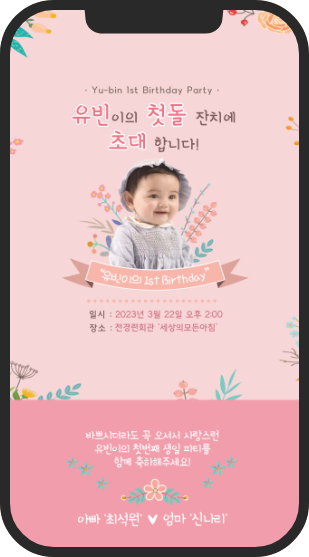 · Yu-bin 1st Birthday Party ·
유빈이의 첫돌 잔치에
초대 합니다!
"유빈이의 1st Birthday"
일시 : 2023년 3월 22일 오후 2:00
장소 : 전경련회관 '세상의모든아침'
바쁘시더라도 꼭 오셔서 사랑스런
유빈이의 첫번째 생일 파티를
함께 축하해주세요!
아빠 '최석원' ♥ 엄마 '신나리'